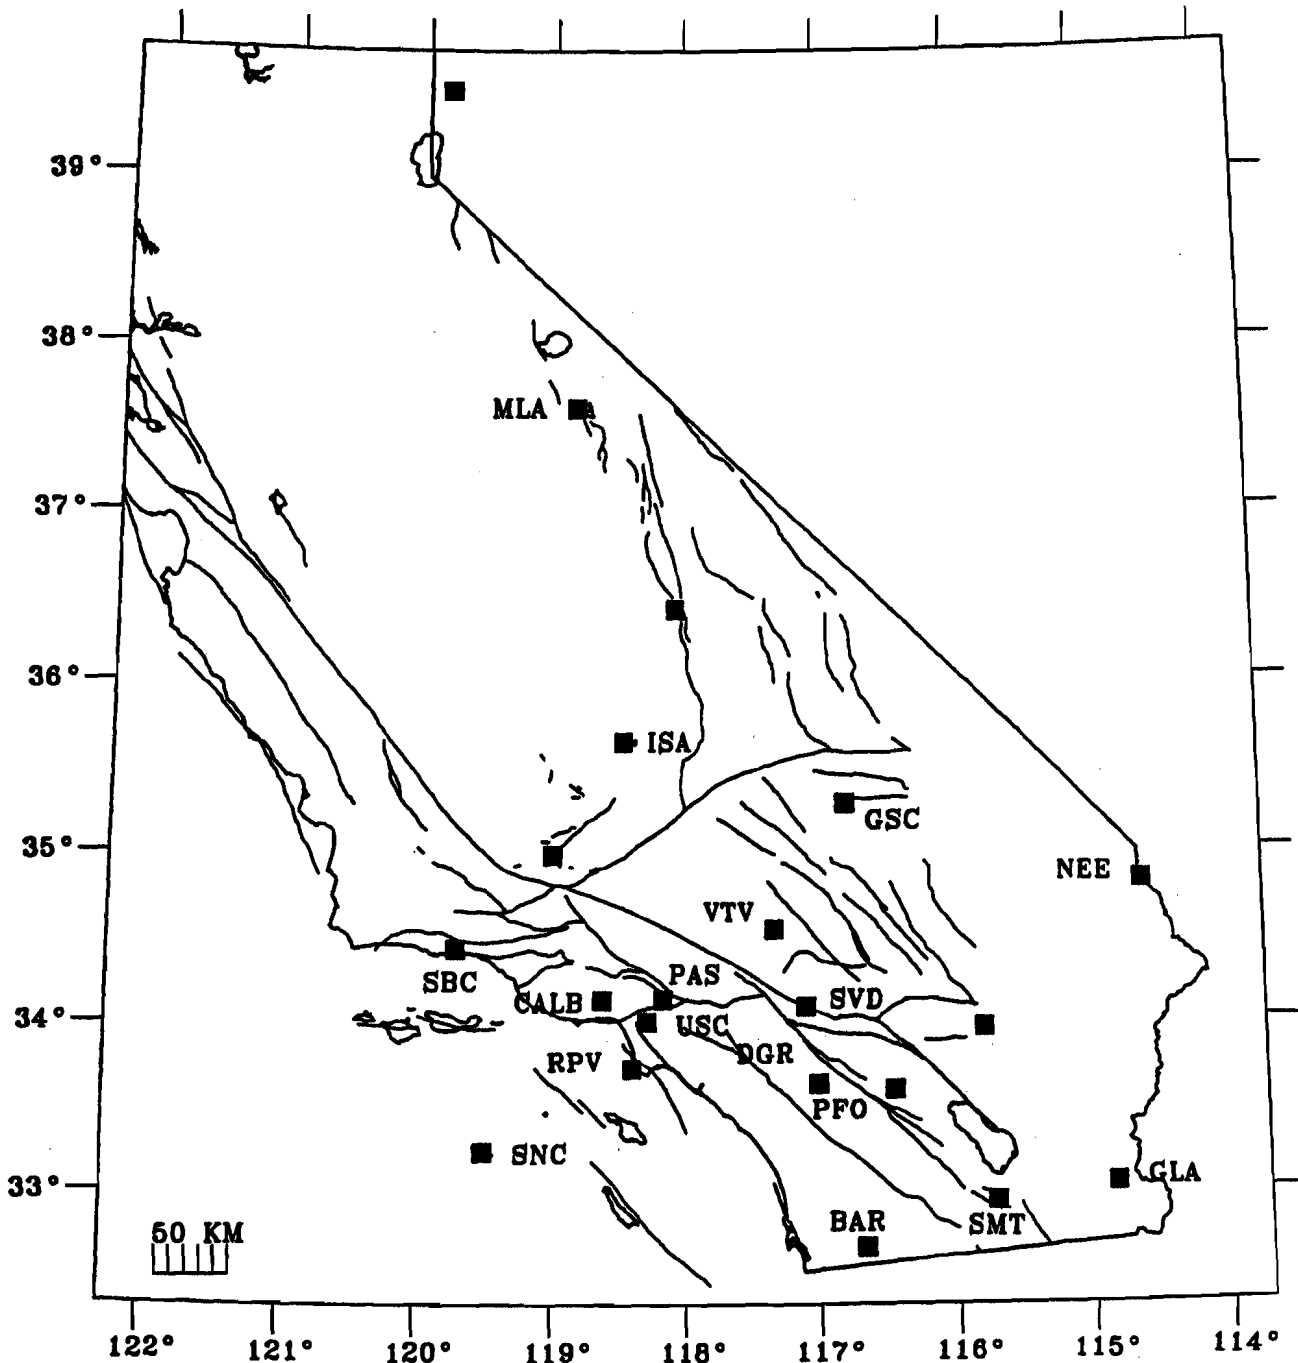 39°
38°
MLA
37°
36°
ISA
GSC
35°
NEE
VTV
PAS
SBC
SVD
CALB
34°
USC
DGR
RPV
PFO
SNC
GLA
33°
BAR
SMT
50 KM
122°
121°
120°
119°
118°
117°
116°
115°
114°